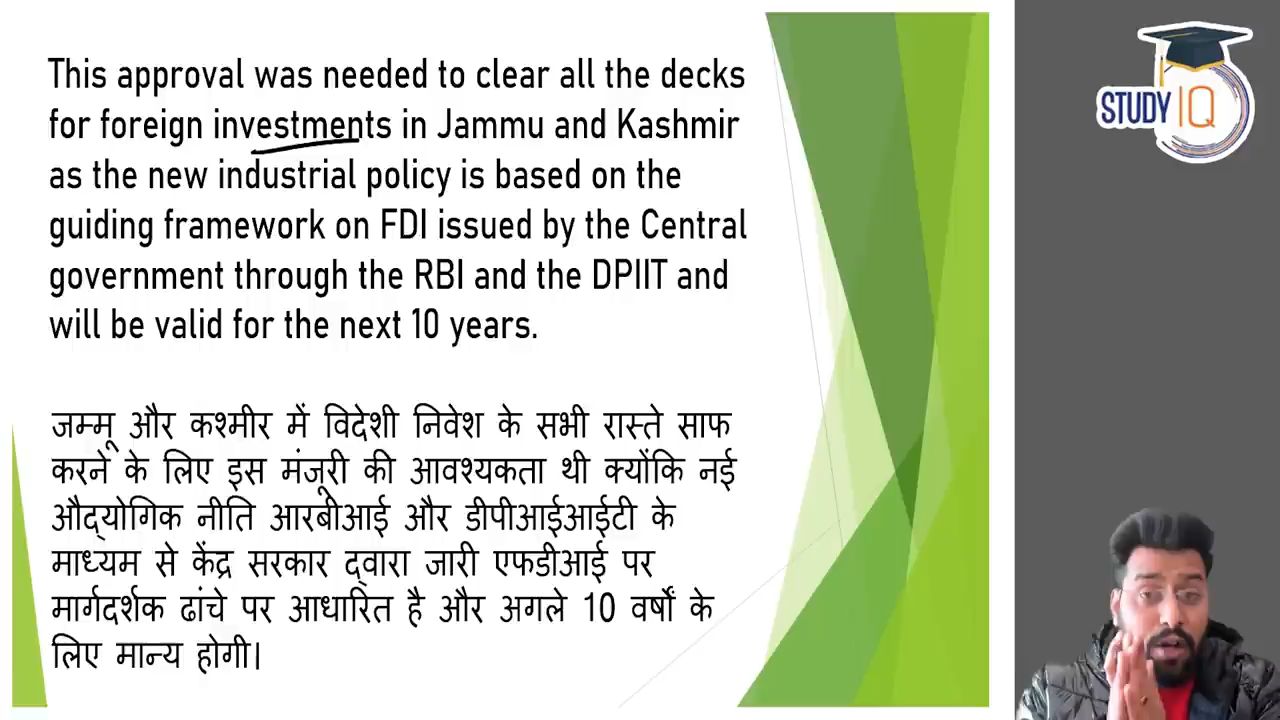 This approval was needed to clear all the decks
for foreign investments in Jammu and Kashmir
as the new industrial policy is based on the
guiding framework on FDI issued by the Central
government through the RBI and the DPIIT and
will be valid for the next 10 years.
जम्मू और कश्मीर में विदेशी निवेश के सभी रास्ते साफ
करने के लिए इस मंजूरी की आवश्यकता थी क्योंकि नई
औद्योगिक नीति आरबीआई और डीपीआईआईटी के
माध्यम से केंद्र सरकार द्वारा जारी एफडीआई पर
मार्गदर्शक ढांचे पर आधारित है और अगले 10 वर्षों के
लिए मान्य होगी।
STUDY IQ